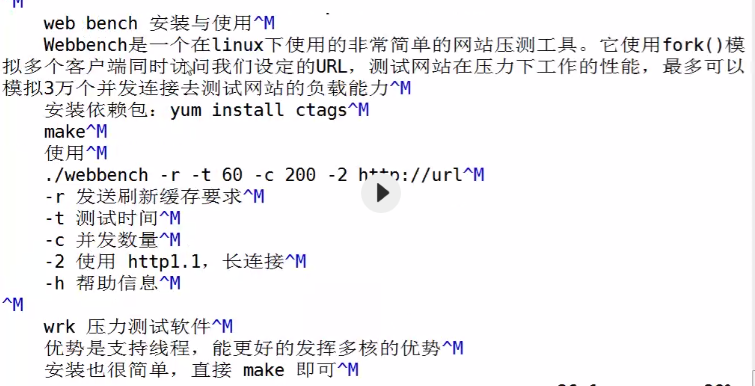 ^M
web bench 安装与使用^M
Webbench是一个在linux下使用的非常简单的网站压测工具。它使用fork()模
拟多个客户端同时访问我们设定的URL，测试网站在压力下工作的性能，最多可以
模拟3万个并发连接去测试网站的负载能力^M
安装依赖包：yum install ctags^M
make^M
使用^M
./webbench -r -t 60 -c 200 -2 http://url^M
-r 发送刷新缓存要求^M
-t 测试时间^M
-c 并发数量^M
-2 使用 http1.1，长连接^M
-h 帮助信息^M
^M
wrk 压力测试软件^M
优势是支持线程，能更好的发挥多核的优势^M
安装也很简单，直接 make 即可^M